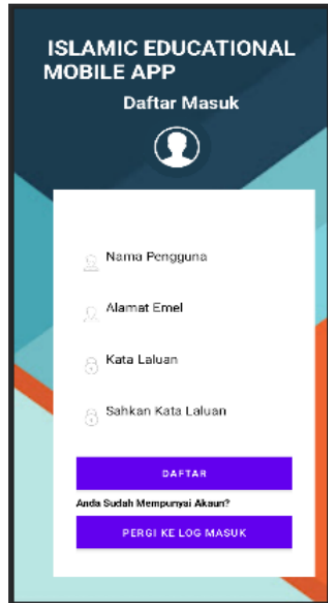 ISLAMIC EDUCATIONAL
MOBILE APP
Daftar Masuk
Nama Pengguna
Alamat Emel
Kata Laluan
Sahkan Kata Laluan
DAFTAR
Anda Sudah Mempunyai Akaun?
PERGI KE LOG MASUK